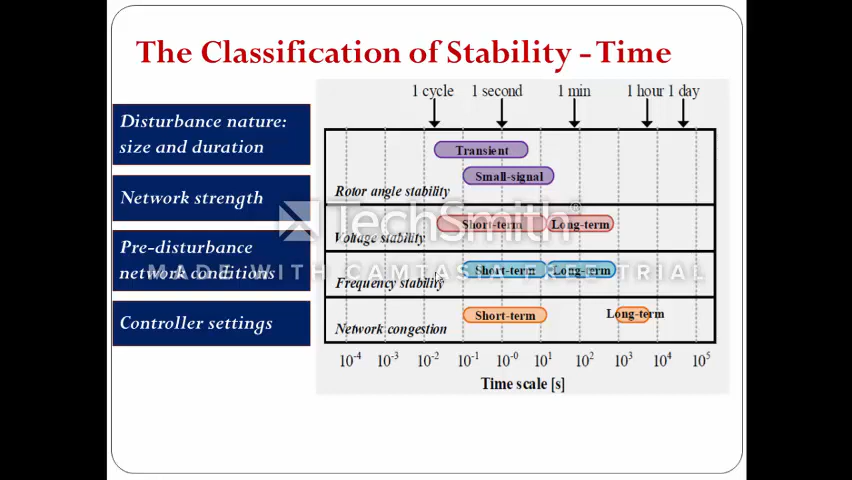 The Classification of Stability - Time
Disturbance nature:
size and duration
Network strength
Pre-disturbance
network conditions
Controller settings
1 cycle 1 second 1 min 1 hour 1 day
Transient
Small-signal
Rotor angle stability
Short-term Long-term
Voltage stability
Short-term Long-term
Frequency stability
Short-term Long-term
Network congestion
10-4 10-3 10-2 10-1 10-0 101 102 103 104 105
Time scale [s]
TechSmith
MADE WITH CAMTASIA FREE TRIAL